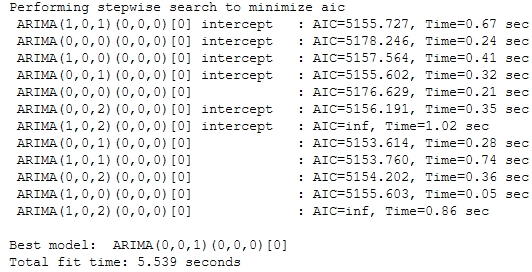 Performing stepwise search to minimize aic
 ARIMA(1,0,1)(0,0,0)[0] intercept   : AIC=5155.727, Time=0.67 sec
 ARIMA(0,0,0)(0,0,0)[0] intercept   : AIC=5178.246, Time=0.24 sec
 ARIMA(1,0,0)(0,0,0)[0] intercept   : AIC=5157.564, Time=0.41 sec
 ARIMA(0,0,1)(0,0,0)[0] intercept   : AIC=5155.602, Time=0.32 sec
 ARIMA(0,0,0)(0,0,0)[0]             : AIC=5176.629, Time=0.21 sec
 ARIMA(0,0,2)(0,0,0)[0] intercept   : AIC=5156.191, Time=0.35 sec
 ARIMA(1,0,2)(0,0,0)[0] intercept   : AIC=inf, Time=1.02 sec
 ARIMA(0,0,1)(0,0,0)[0]             : AIC=5153.614, Time=0.28 sec
 ARIMA(1,0,1)(0,0,0)[0]             : AIC=5153.760, Time=0.74 sec
 ARIMA(0,0,2)(0,0,0)[0]             : AIC=5154.202, Time=0.36 sec
 ARIMA(1,0,0)(0,0,0)[0]             : AIC=5155.603, Time=0.05 sec
 ARIMA(1,0,2)(0,0,0)[0]             : AIC=inf, Time=0.86 sec

Best model:  ARIMA(0,0,1)(0,0,0)[0]
Total fit time: 5.539 seconds